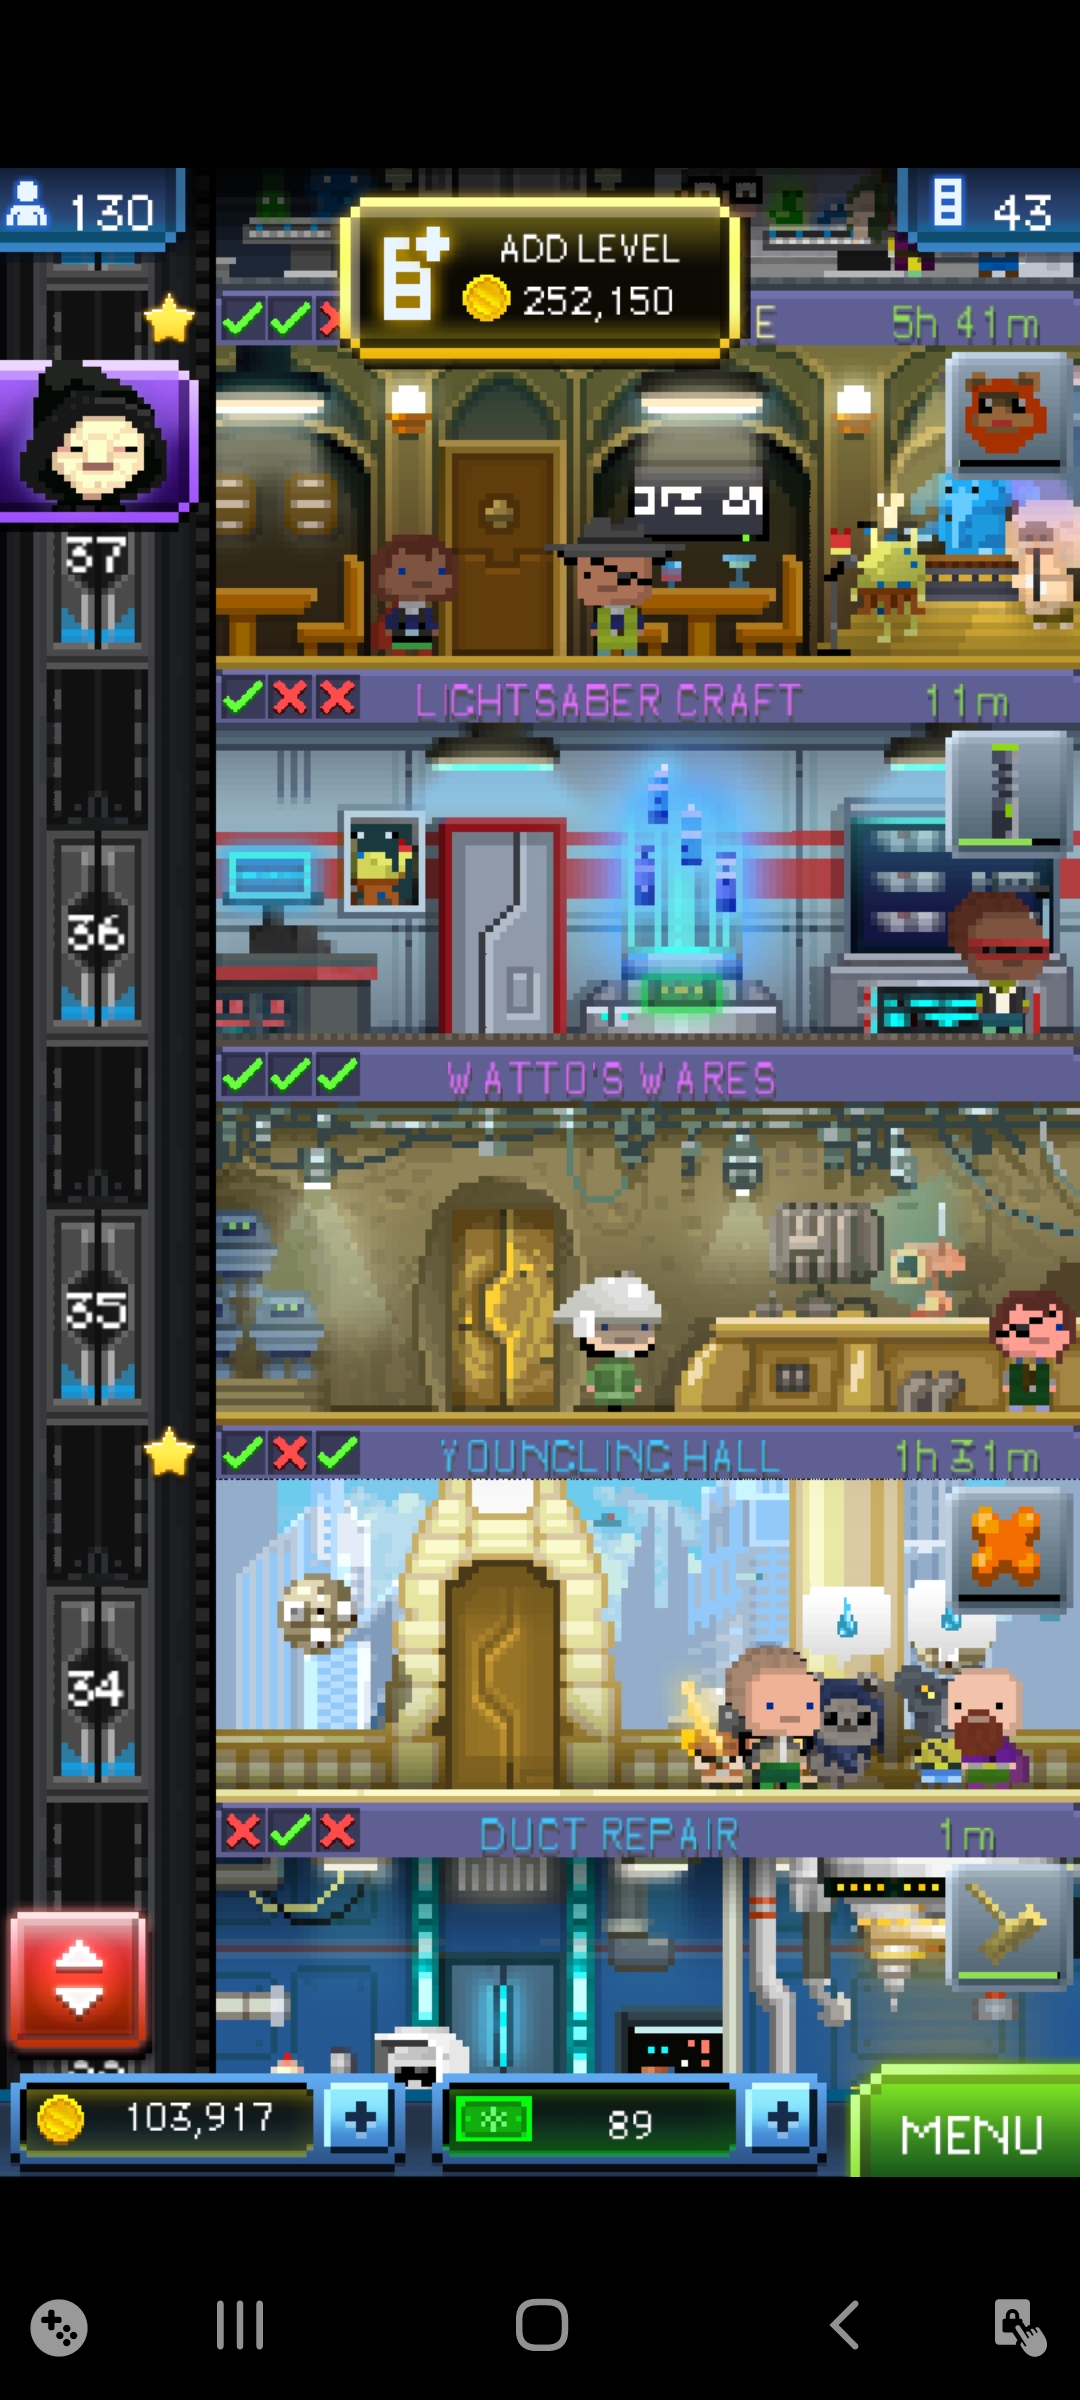 130
43
ADD LEVEL
252,150
E
5h 41m
37
LIGHTSABER CRAFT
11m
36
WATTO'S WARES
35
YOUNGLING HALL
1h 31m
34
DUCT REPAIR
1m
103,917
89
MENU